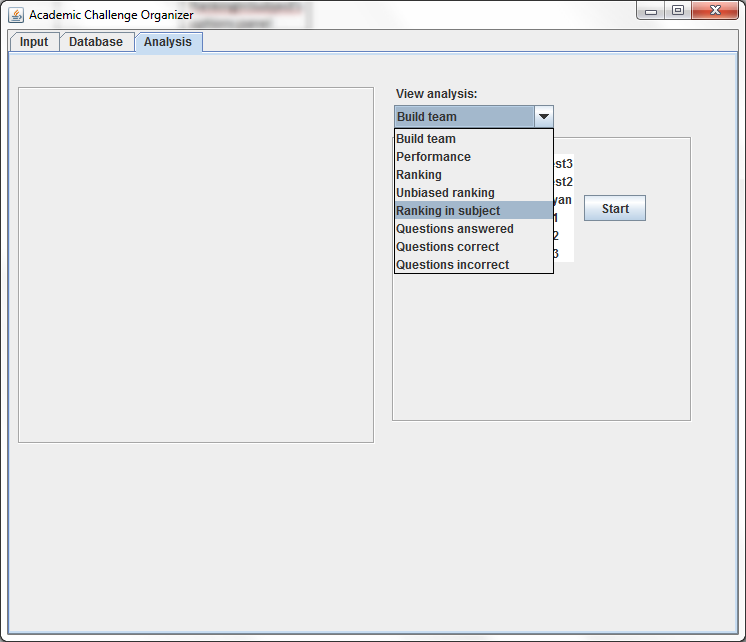 Academic Challenge Organizer
Input Database Analysis
View analysis:
Build team
Build team
Performance
Ranking
Unbiased ranking
Ranking in subject
Questions answered
Questions correct
Questions incorrect
st3
st2
yan
1
2
3
Start